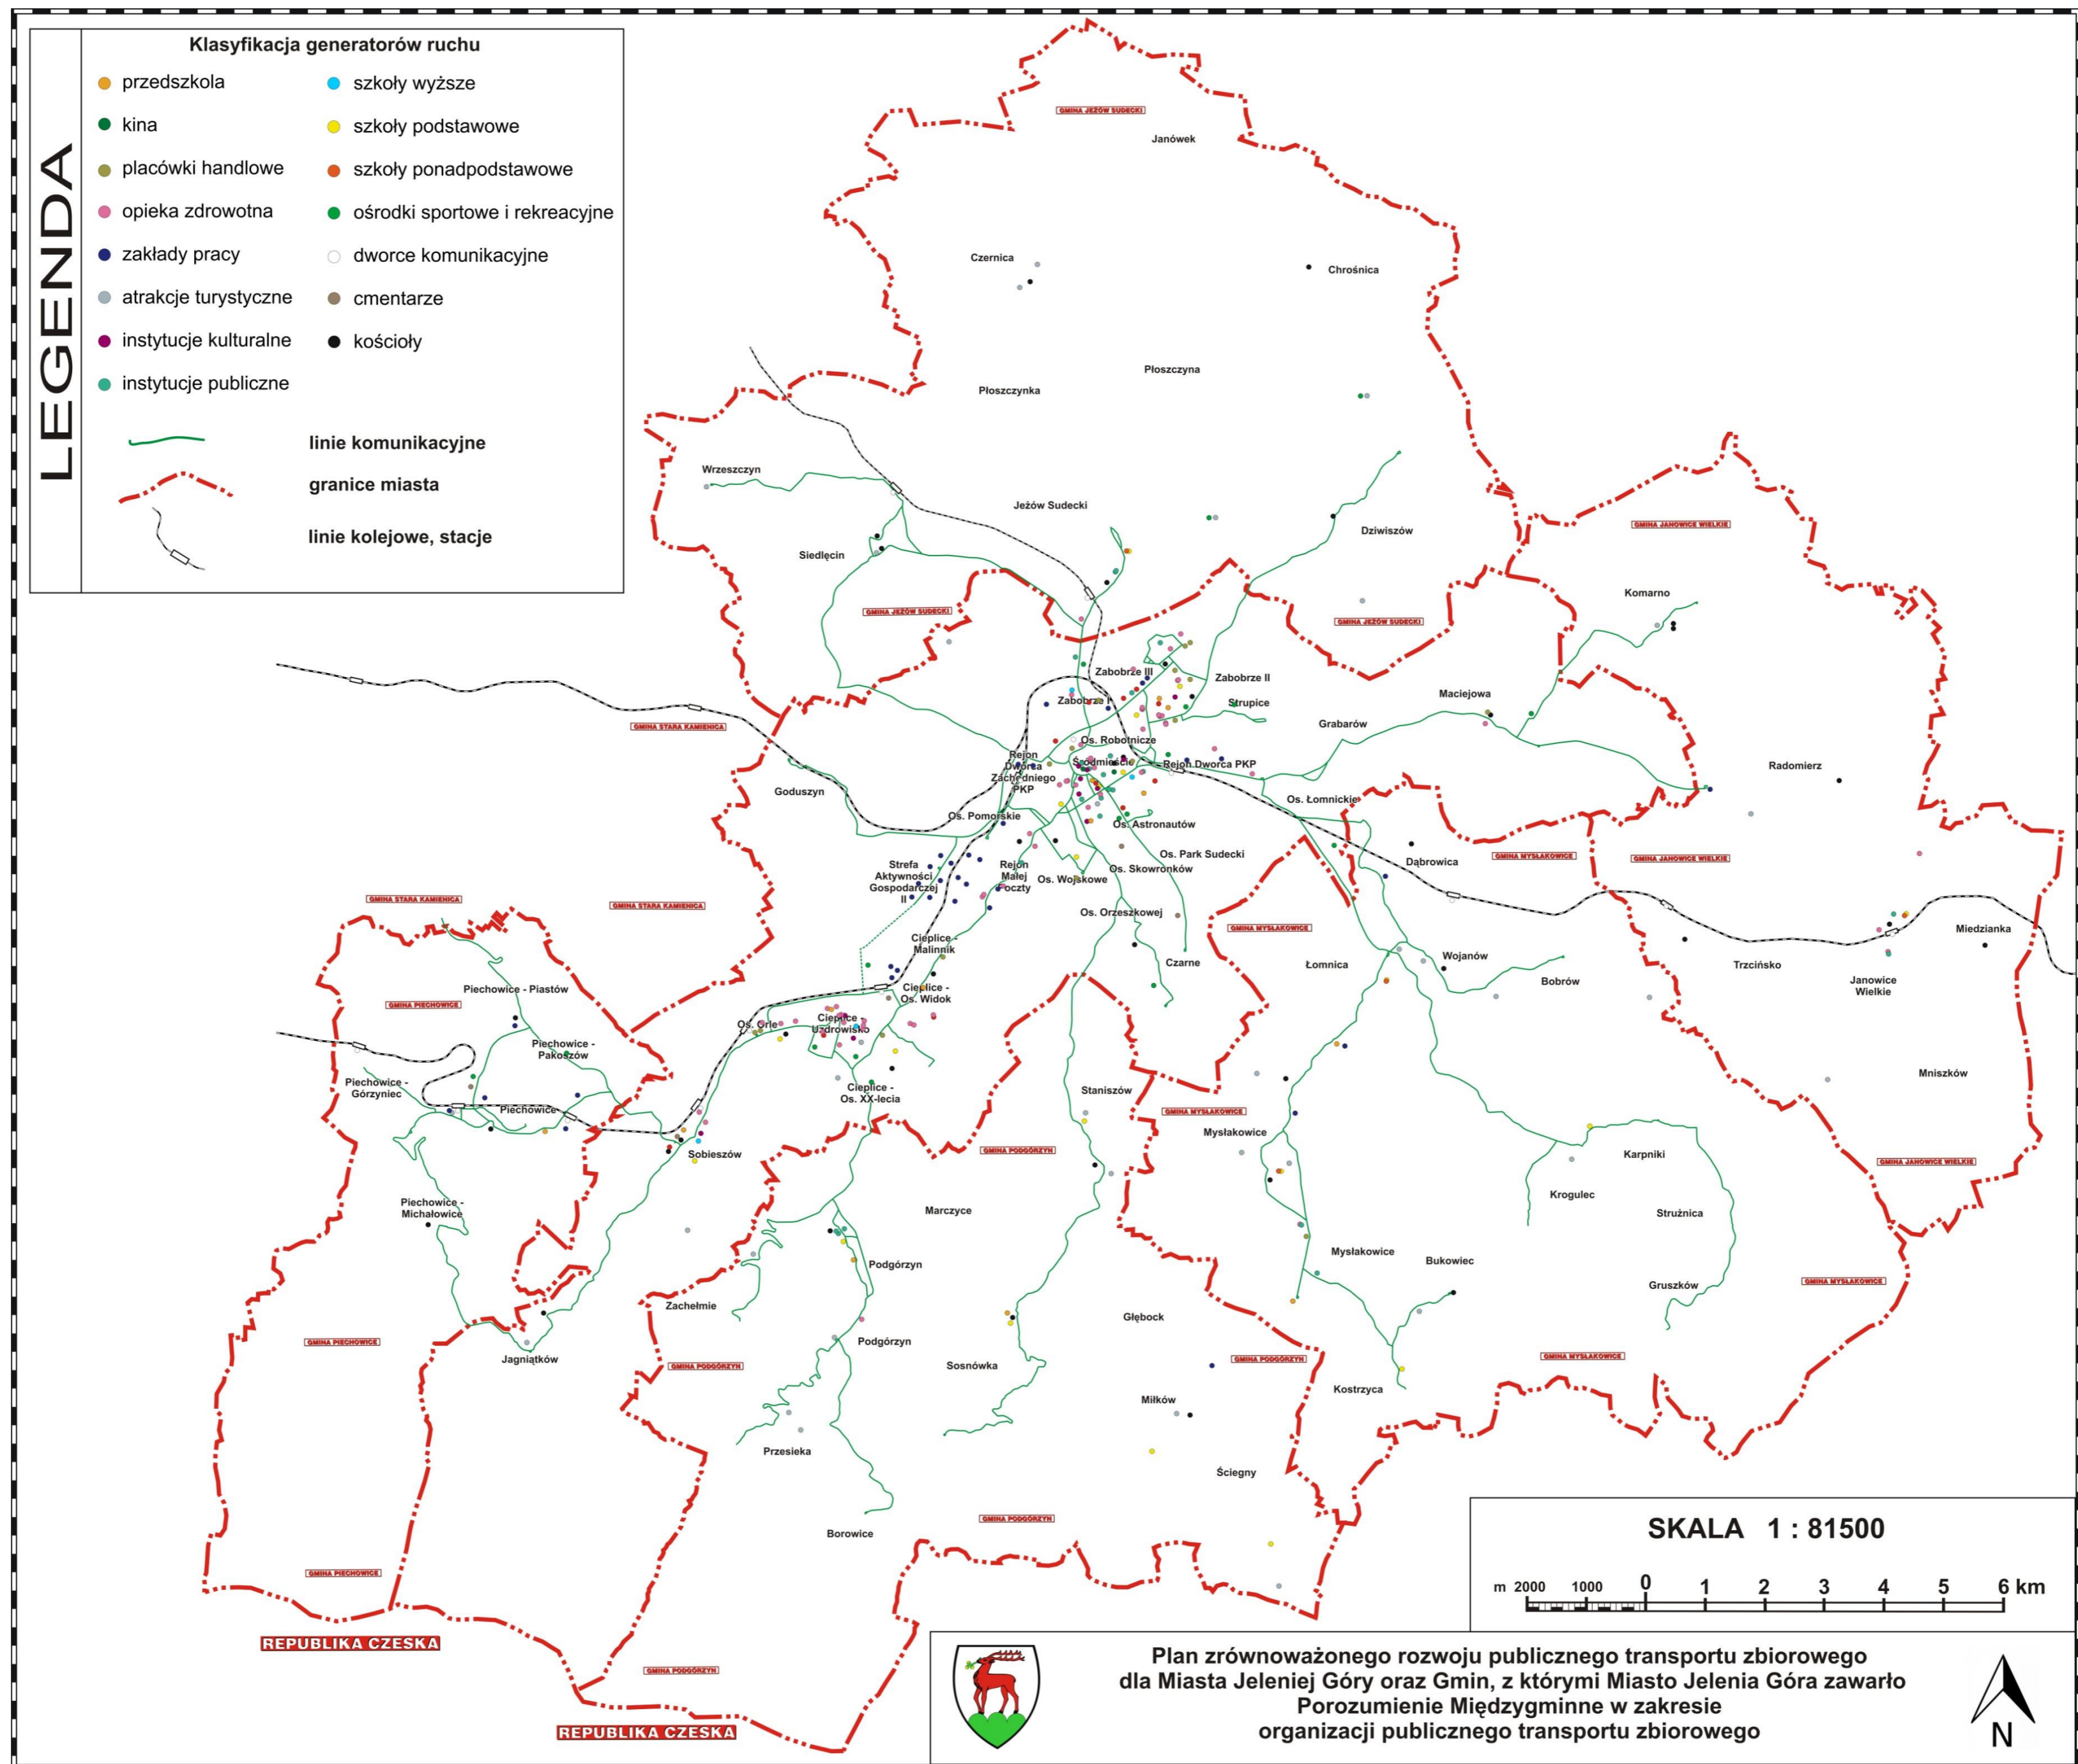 LEGENDA
Klasyfikacja generatorów ruchu
przedszkola
kina
placówki handlowe
opieka zdrowotna
zakłady pracy
atrakcje turystyczne
instytucje kulturalne
instytucje publiczne
szkoły wyższe
szkoły podstawowe
szkoły ponadpodstawowe
ośrodki sportowe i rekreacyjne
dworce komunikacyjne
cmentarze
kościoły
linie komunikacyjne
granice miasta
linie kolejowe, stacje
GMINA JEŻÓW SUDECKI
Janówek
Czernica
Chrośnica
Płoszczyna
Płoszczynka
Wrzeszczyn
Jeżów Sudecki
Dziwiszów
GMINA JANOWICE WIELKIE
Siedlęcin
Komarno
GMINA JEŻÓW SUDECKI
GMINA JEŻÓW SUDECKI
Zabobrze III
Zabobrze II
Zabobrze I
Strupice
Maciejowa
GMINA STARA KAMIENICA
Grabarów
Os. Robotnicze
Rejon
Dworca
Zachodniego
PKP
Śródmieście
Rejon Dworca PKP
Radomierz
Goduszyn
Os. Łomnickie
Os. Pomorskie
Os. Astronautów
Os. Park Sudecki
Dąbrowica
GMINA MYSŁAKOWICE
GMINA JANOWICE WIELKIE
Strefa
Aktywności
Gospodarczej
II
Rejon
Małej
Poczty
Os. Wojskowe
Os. Skowronków
GMINA STARA KAMIENICA
GMINA STARA KAMIENICA
Os. Orzeszkowej
GMINA MYSŁAKOWICE
Miedzianka
Cieplice -
Malinnik
Czarne
Łomnica
Wojanów
Trzcińsko
Bobrów
Janowice
Wielkie
Piechowice - Piastów
GMINA PIECHOWICE
Cieplice -
Os. Widok
Os. Orle
Cieplice -
Uzdrowisko
Piechowice -
Pakoszów
Piechowice -
Górzyniec
Cieplice -
Os. XX-lecia
Staniszów
Mniszków
Piechowice
GMINA MYSŁAKOWICE
Mysłakowice
Sobieszów
GMINA PODGÓRZYN
Karpniki
GMINA JANOWICE WIELKIE
Krogulec
Piechowice -
Michałowice
Marczyce
Strużnica
Mysłakowice
Bukowiec
Podgórzyn
GMINA MYSŁAKOWICE
Gruszków
Zachełmie
Głębock
GMINA PIECHOWICE
Podgórzyn
Jagniątków
GMINA PODGÓRZYN
Sosnówka
GMINA PODGÓRZYN
GMINA MYSŁAKOWICE
Kostrzyca
Miłków
Przesieka
Ściegny
GMINA PODGÓRZYN
Borowice
GMINA PIECHOWICE
REPUBLIKA CZESKA
GMINA PODGÓRZYN
REPUBLIKA CZESKA
SKALA 1 : 81500
m 2000 1000 0 1 2 3 4 5 6 km
Plan zrównoważonego rozwoju publicznego transportu zbiorowego
dla Miasta Jeleniej Góry oraz Gmin, z którymi Miasto Jelenia Góra zawarło
Porozumienie Międzygminne w zakresie
organizacji publicznego transportu zbiorowego
N